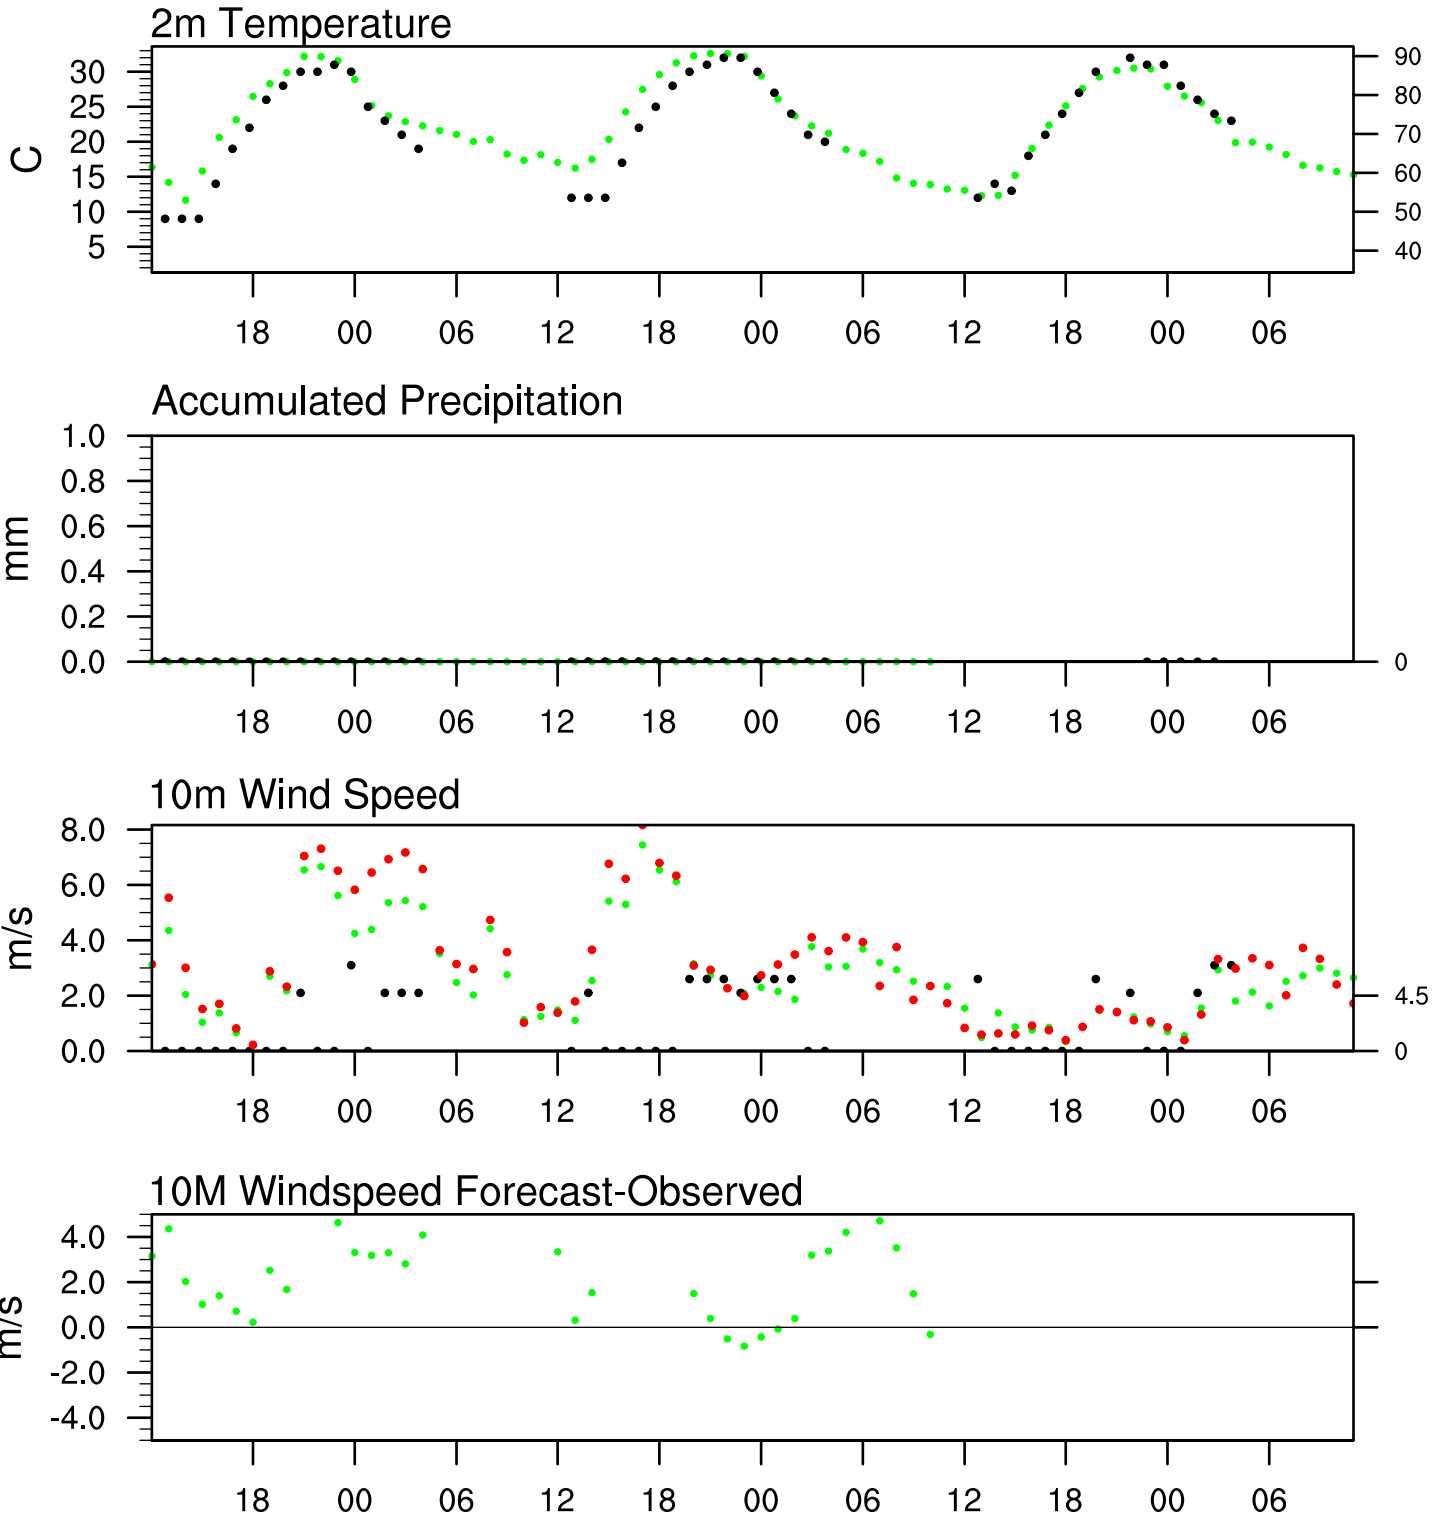 2m Temperature
30
25
20
15
10
5
C
90
80
70
60
50
40
18 00 06 12 18 00 06 12 18 00 06
Accumulated Precipitation
1.0
0.8
0.6
0.4
0.2
0.0
mm
0
18 00 06 12 18 00 06 12 18 00 06
10m Wind Speed
8.0
6.0
4.0
2.0
0.0
m/s
4.5
0
18 00 06 12 18 00 06 12 18 00 06
10M Windspeed Forecast-Observed
4.0
2.0
0.0
-2.0
-4.0
m/s
18 00 06 12 18 00 06 12 18 00 06